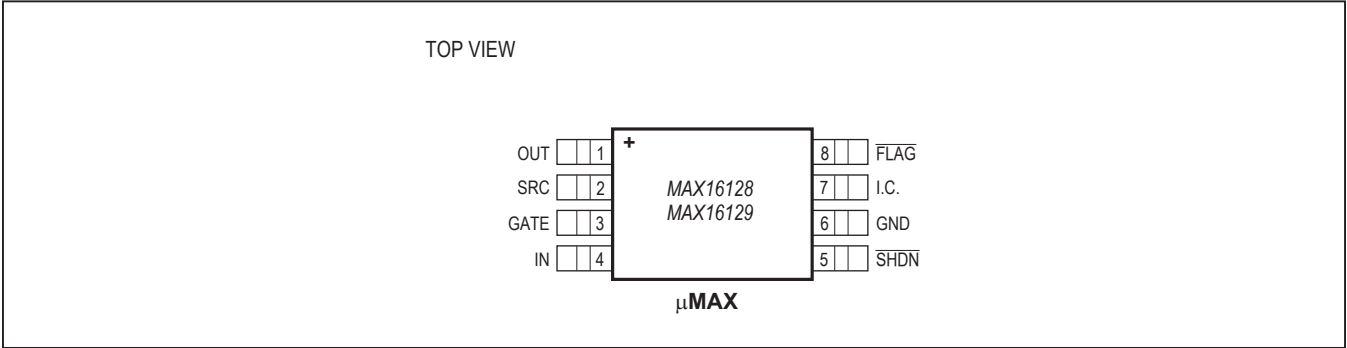 TOP VIEW
+
OUT 1 8 FLAG
SRC 2 MAX16128 7 I.C.
MAX16129
GATE 3 6 GND
IN 4 5 SHDN
µMAX